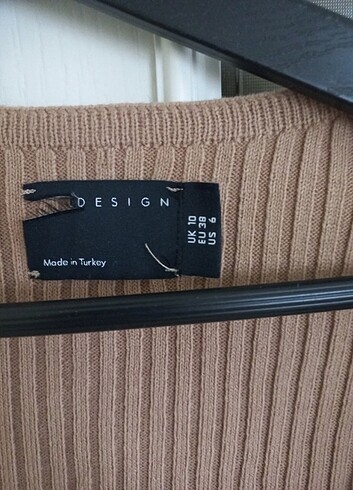 DESIGN
Made in Turkey
UK 10
EU 38
US 6